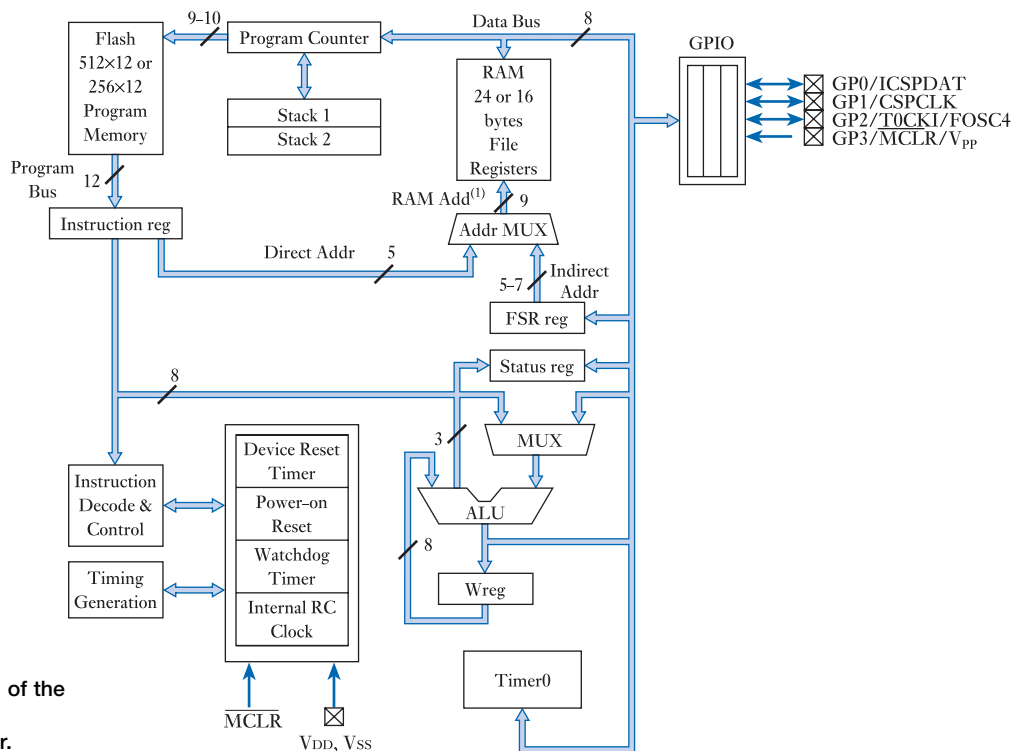 9–10
Data Bus
8
Flash
512×12 or
256×12
Program
Memory
Program Counter
Stack 1
Stack 2
RAM
24 or 16
bytes
File
Registers
GPIO
GP0/ICSPDAT
GP1/CSPCLK
GP2/T0CKI/FOSC4
GP3/MCLR/VPP
Program
Bus
12
RAM Add(1)
9
Instruction reg
Addr MUX
Direct Addr
5
5–7
Indirect
Addr
FSR reg
Status reg
8
3
MUX
Device Reset
Timer
Power–on
Reset
Watchdog
Timer
Internal RC
Clock
Instruction
Decode &
Control
ALU
8
Timing
Generation
Wreg
Timer0
of the
r.
MCLR
VDD, VSS